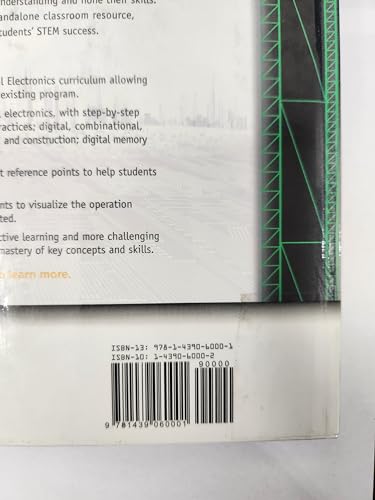 understanding and hone their skills.
standalone classroom resource,
students' STEM success.
l Electronics curriculum allowing
existing program.
l electronics, with step-by-step
ractices; digital, combinational,
and construction; digital memory
t reference points to help students
nts to visualize the operation
ted.
ctive learning and more challenging
mastery of key concepts and skills.
o learn more.
ISBN-13: 978-1-4390-6000-1
ISBN-10: 1-4390-6000-2
90000
9 781439 060001